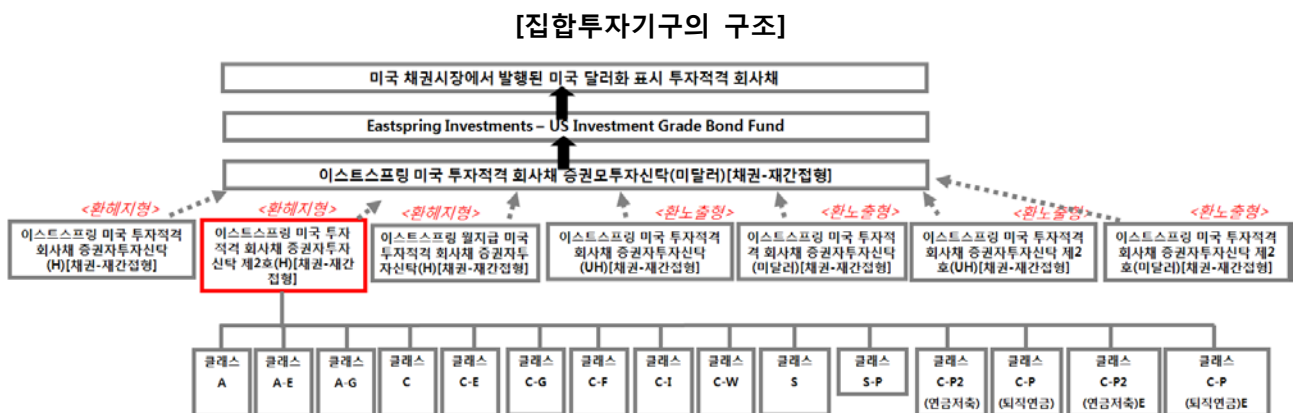 [집합투자기구의 구조]
미국 채권시장에서 발행된 미국 달러화 표시 투자적격 회사채
Eastspring Investments – US Investment Grade Bond Fund
이스트스프링 미국 투자적격 회사채 증권모투자신탁(미달러)[채권-재간접형]
<환헤지형>
이스트스프링 미국 투자적격
회사채 증권자투자신탁
(H)[채권-재간접형]
<환헤지형>
이스트스프링 미국 투자
적격 회사채 증권자투자
신탁 제2호(H)[채권-재간
접형]
<환헤지형>
이스트스프링 월지급 미국
투자적격 회사채 증권자투
자신탁(H)[채권-재간접형]
<환노출형>
이스트스프링 미국 투자적격
회사채 증권자투자신탁
(UH)[채권-재간접형]
<환노출형>
이스트스프링 미국 투자적
격 회사채 증권자투자신탁
(미달러)[채권-재간접형]
<환노출형>
이스트스프링 미국 투자적격
회사채 증권자투자신탁 제2
호(UH)[채권-재간접형]
<환노출형>
이스트스프링 미국 투자적격
회사채 증권자투자신탁 제2
호(미달러)[채권-재간접형]
클래스
A
클래스
A-E
클래스
A-G
클래스
C
클래스
C-E
클래스
C-G
클래스
C-F
클래스
C-I
클래스
C-W
클래스
S
클래스
S-P
클래스
C-P2
(연금저축)
클래스
C-P
(퇴직연금)
클래스
C-P2
(연금저축)E
클래스
C-P
(퇴직연금)E